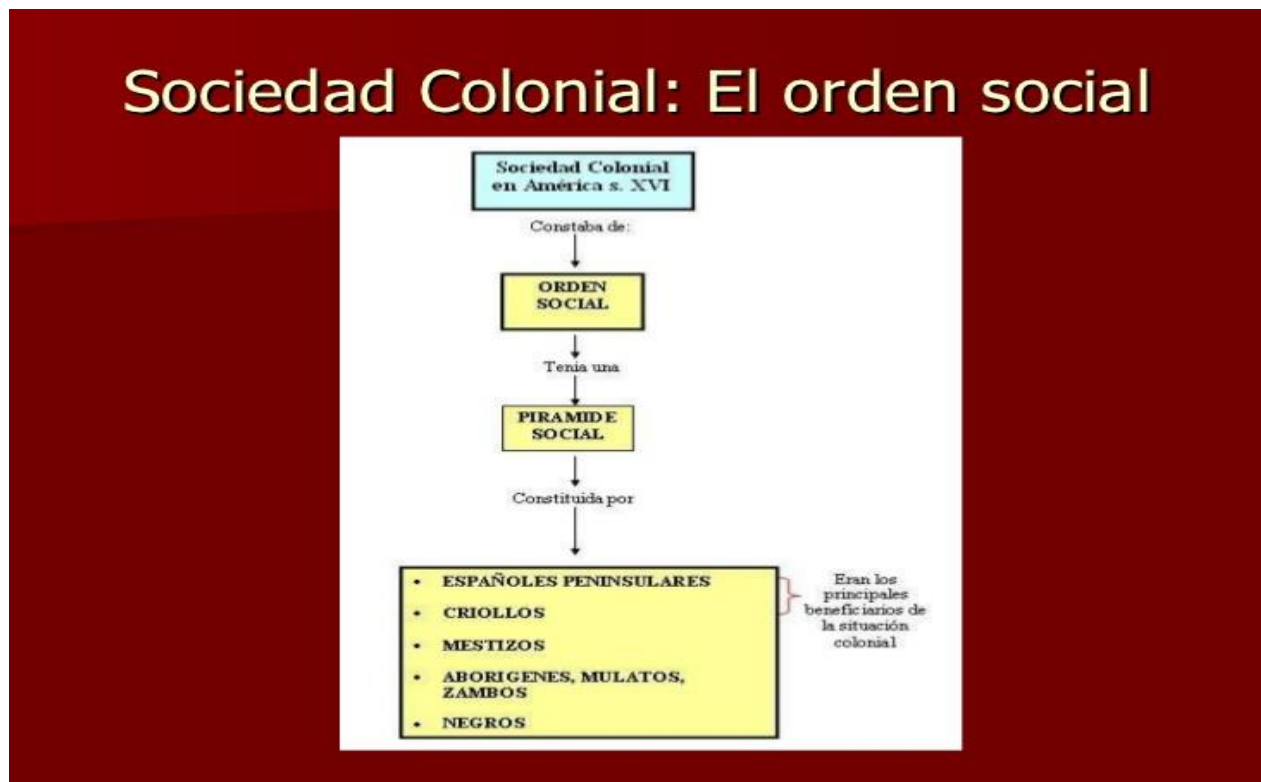 Sociedad Colonial: El orden social
Sociedad Colonial
en América s. XVI
Constaba de:
ORDEN
SOCIAL
Tenia una
PIRAMIDE
SOCIAL
Constituida por
• ESPAÑOLES PENINSULARES
• CRIOLLOS
• MESTIZOS
• ABORIGENES, MULATOS,
ZAMBOS
• NEGROS
Eran los
principales
beneficiarios de
la situación
colonial